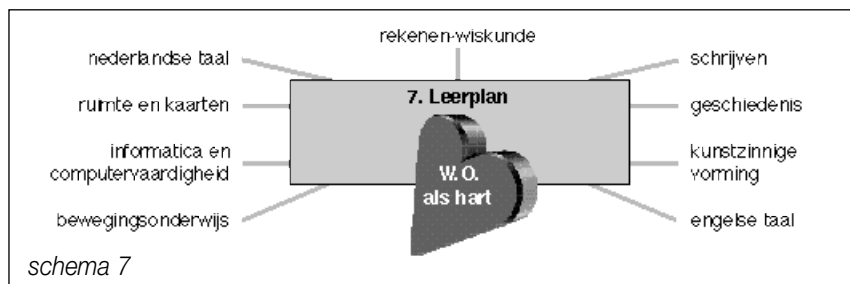 rekenen-wiskunde
nederlandse taal
schrijven
7. Leerplan
ruimte en kaarten
geschiedenis
informatica en
computervaardigheid
kunstzinnige
vorming
W.O.
als hart
bewegingsonderwijs
engelse taal
schema 7